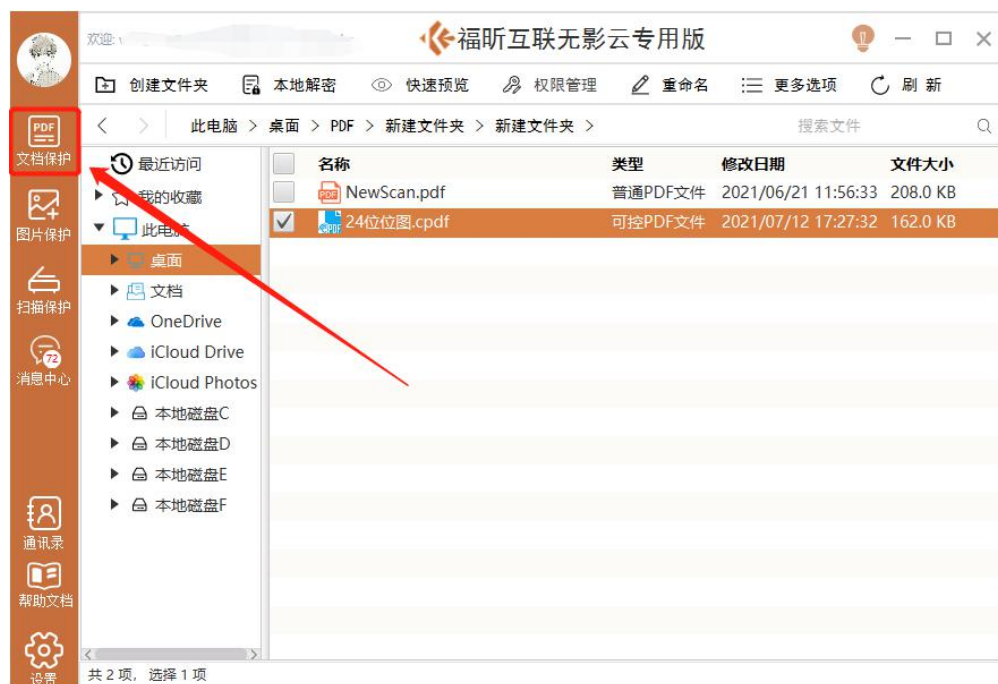 欢迎:
福昕互联无影云专用版
创建文件夹 本地解密 快速预览 权限管理 重命名 更多选项 刷 新
此电脑 > 桌面 > PDF > 新建文件夹 > 新建文件夹 > 搜索文件
PDF
文档保护
图片保护
扫描保护
72
消息中心
通讯录
帮助文档
设置
最近访问
我的收藏
此电脑
桌面
文档
OneDrive
iCloud Drive
iCloud Photos
本地磁盘C
本地磁盘D
本地磁盘E
本地磁盘F
名称 类型 修改日期 文件大小
PDF NewScan.pdf 普通PDF文件 2021/06/21 11:56:33 208.0 KB
cPDF 24位位图.cpdf 可控PDF文件 2021/07/12 17:27:32 162.0 KB
共 2 项, 选择 1 项